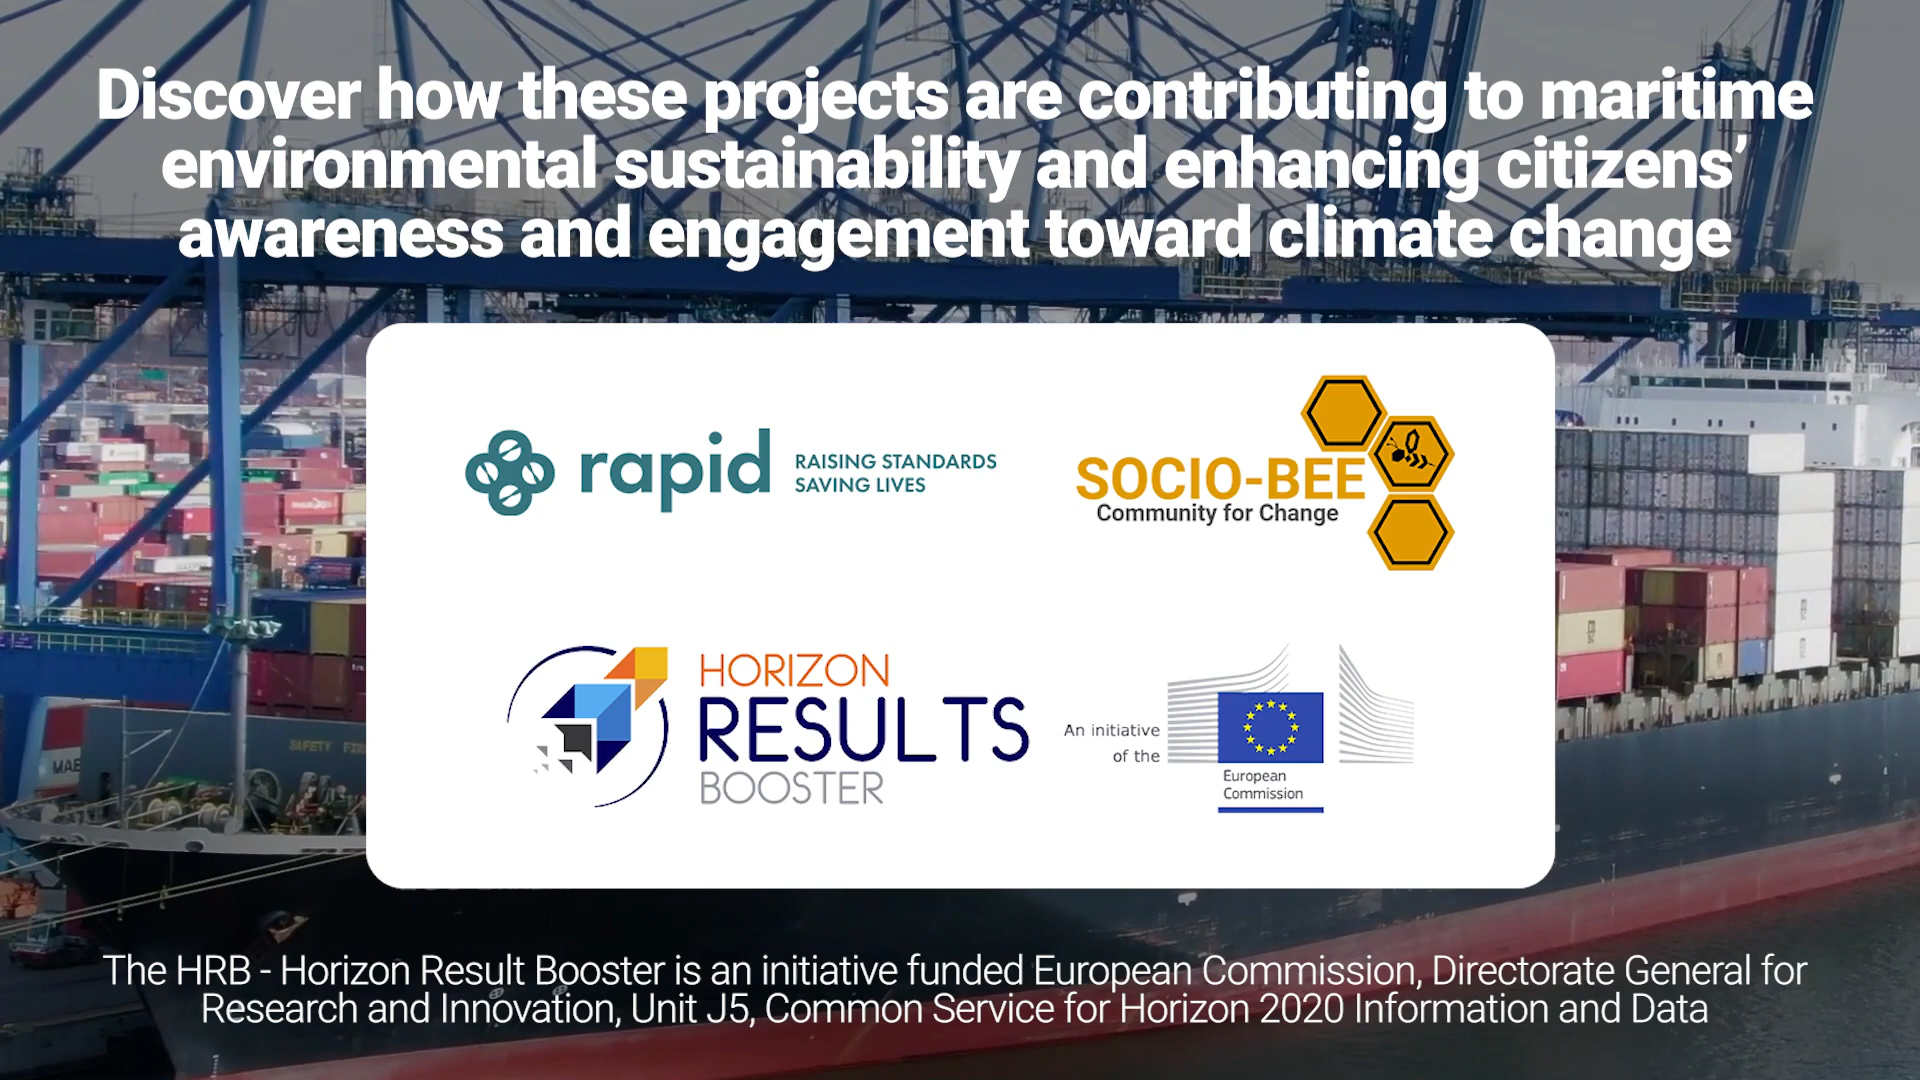 Discover how these projects are contributing to maritime
environmental sustainability and enhancing citizens’
awareness and engagement toward climate change
rapid
RAISING STANDARDS
SAVING LIVES
SOCIO-BEE
Community for Change
HORIZON
RESULTS
BOOSTER
An initiative
of the
European
Commission
SAFETY FIR
MAE
The HRB - Horizon Result Booster is an initiative funded European Commission, Directorate General for
Research and Innovation, Unit J5, Common Service for Horizon 2020 Information and Data